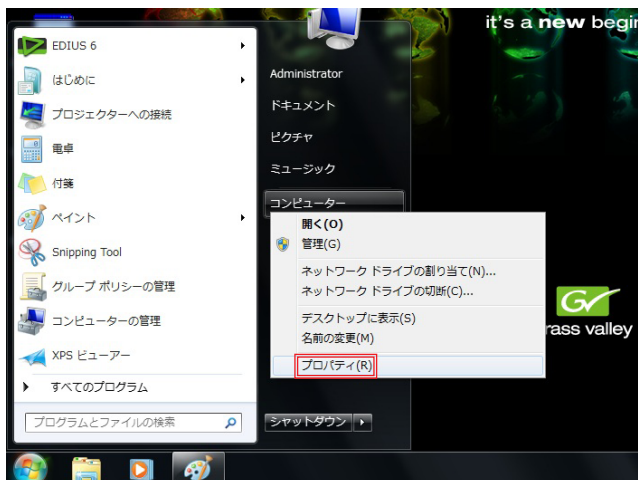 it's a new begin
EDIUS 6
はじめに
プロジェクターへの接続
電卓
付箋
ペイント
Snipping Tool
グループ ポリシーの管理
コンピューターの管理
XPS ビューアー
すべてのプログラム
プログラムとファイルの検索
Administrator
ドキュメント
ピクチャ
ミュージック
コンピューター
開く(O)
管理(G)
ネットワーク ドライブの割り当て(N)...
ネットワーク ドライブの切断(C)...
デスクトップに表示(S)
名前の変更(M)
プロパティ(R)
シャットダウン
GV
rass valley